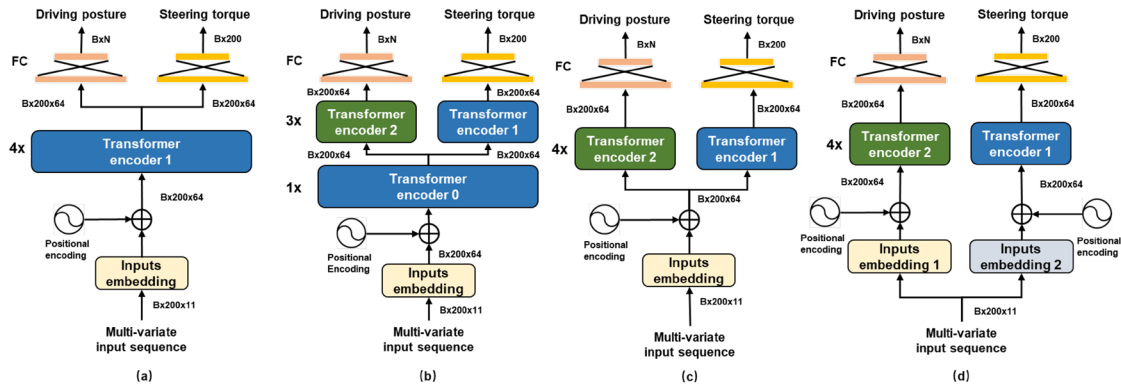 Driving posture
Steering torque
BxN
Bx200
FC
Bx200x64
Bx200x64
4x
Transformer
encoder 1
Bx200x64
Positional
encoding
Inputs
embedding
Bx200x11
Multi-variate
input sequence
(a)
Driving posture
Steering torque
BxN
Bx200
FC
Bx200x64
Bx200x64
3x
Transformer
encoder 2
Transformer
encoder 1
Bx200x64
Bx200x64
1x
Transformer
encoder 0
Positional
Encoding
Bx200x64
Inputs
embedding
Bx200x11
Multi-variate
input sequence
(b)
Driving posture
Steering torque
BxN
Bx200
FC
Bx200x64
Bx200x64
4x
Transformer
encoder 2
Transformer
encoder 1
Bx200x64
Positional
encoding
Inputs
embedding
Bx200x11
Multi-variate
input sequence
(c)
Driving posture
Steering torque
BxN
Bx200
FC
Bx200x64
Bx200x64
4x
Transformer
encoder 2
Transformer
encoder 1
Bx200x64
Bx200x64
Positional
encoding
Positional
encoding
Inputs
embedding 1
Inputs
embedding 2
Bx200x11
Multi-variate
input sequence
(d)